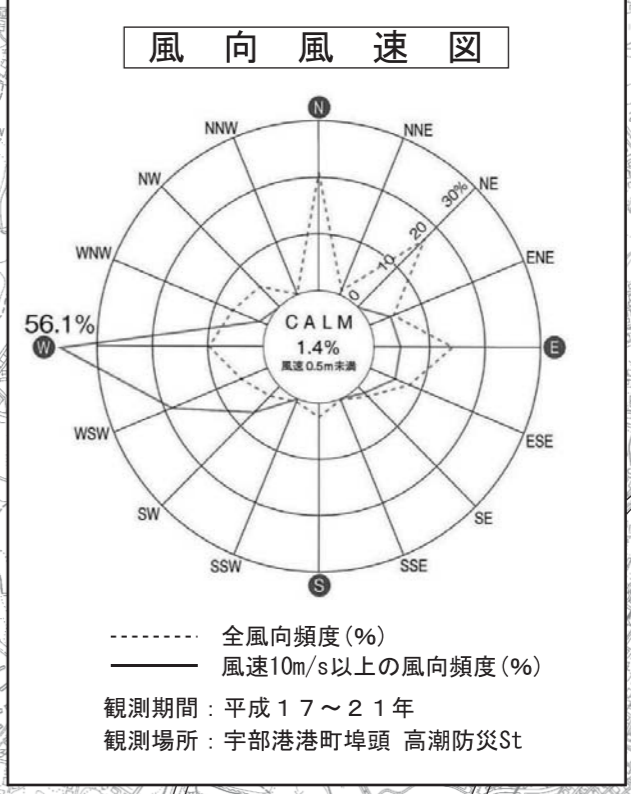 風向風速図
N
NNW
NNE
NW
NE
30%
20
10
0
WNW
ENE
56.1%
W
CALM
1.4%
風速0.5m未満
E
WSW
ESE
SW
SE
SSW
SSE
S
全風向頻度(%)
風速10m/s以上の風向頻度(%)
観測期間：平成17～21年
観測場所：宇部港港町埠頭 高潮防災St